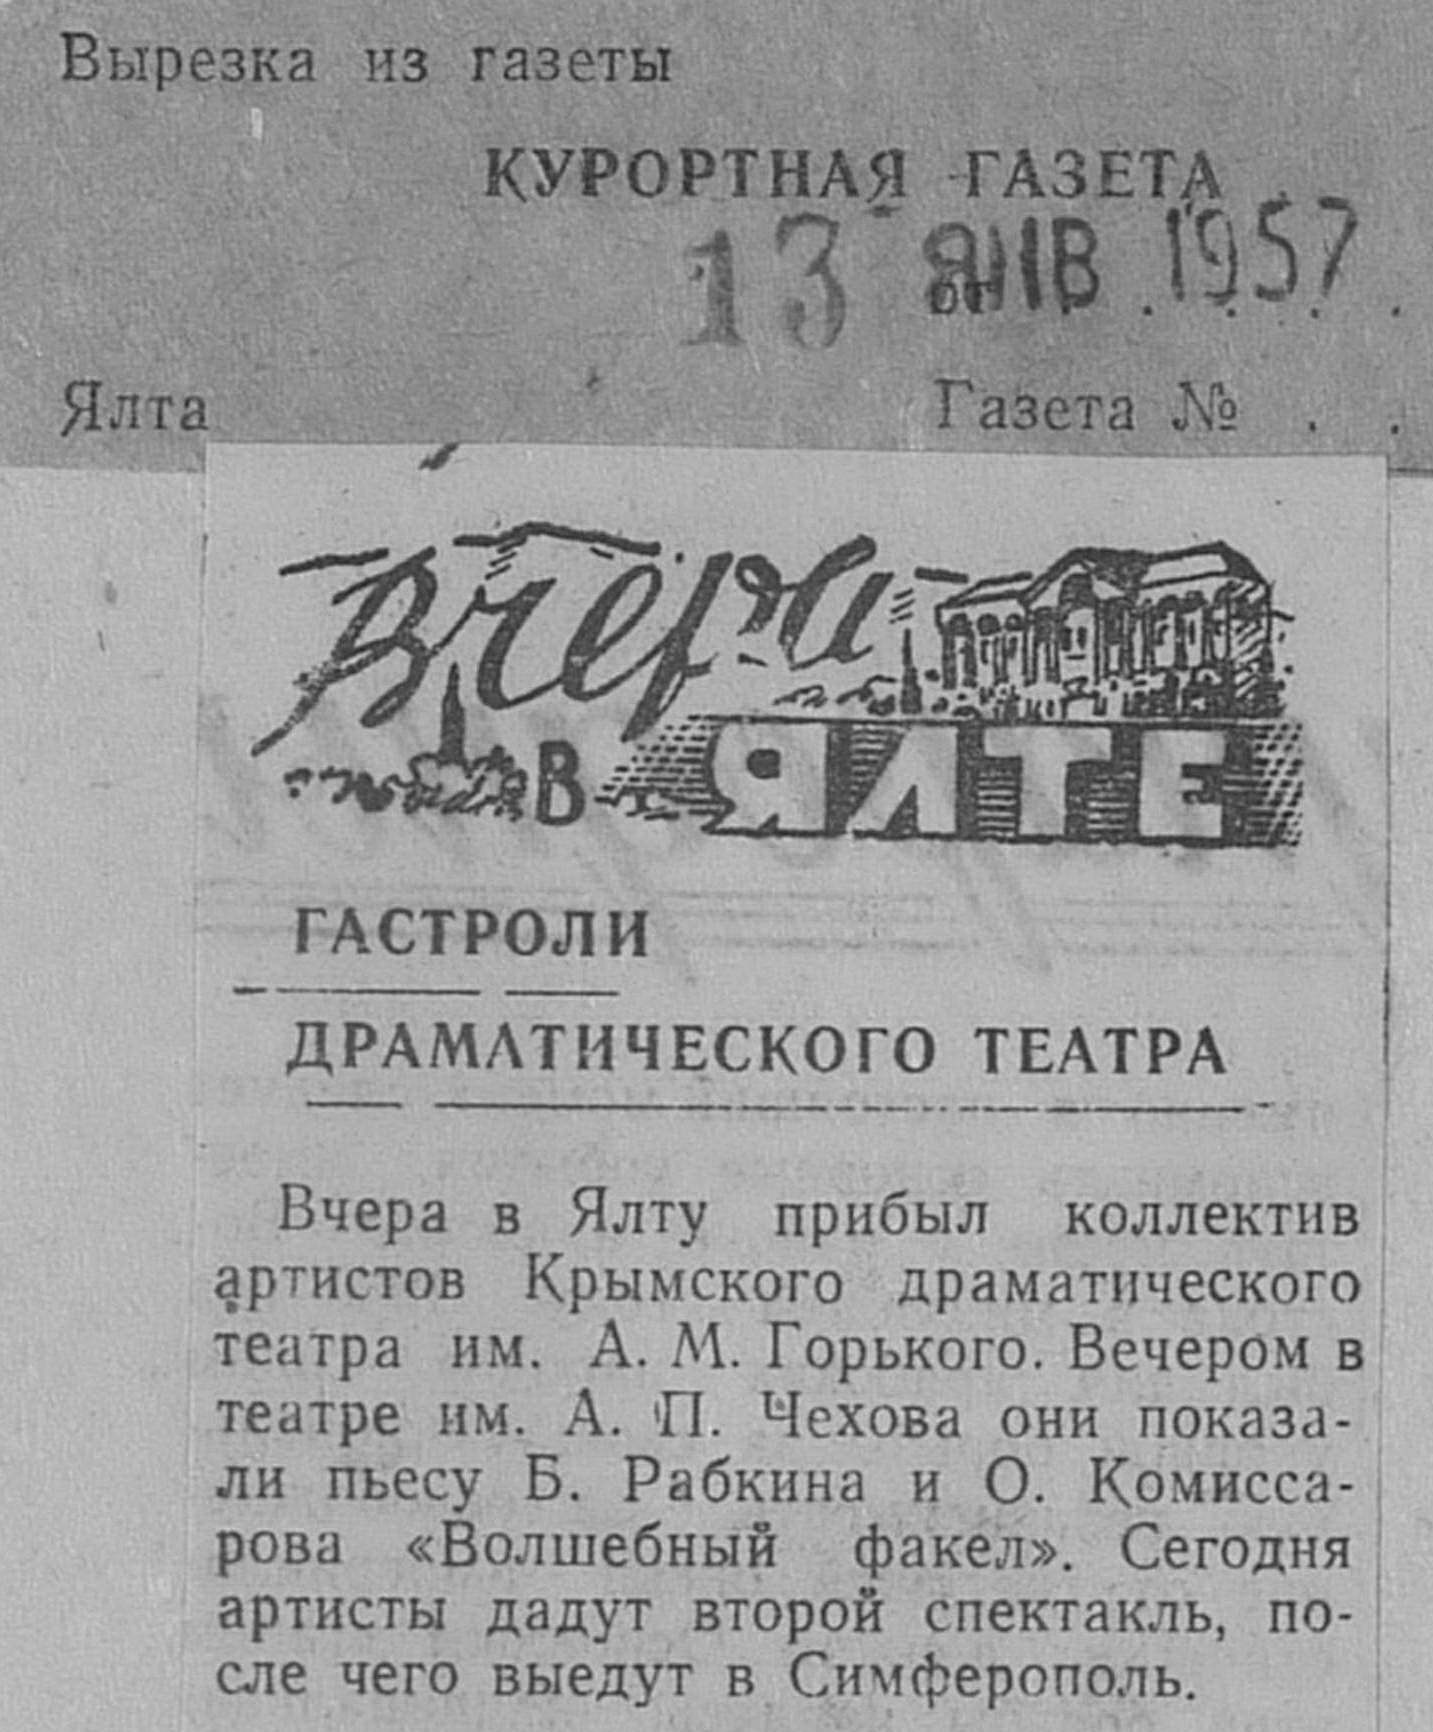 Вырезка из газеты
КУРОРТНАЯ ГАЗЕТА
13 ЯНВ 1957
от . . . .
Ялта Газета № . .
Вчера
в ЯЛТЕ
ГАСТРОЛИ
ДРАМАТИЧЕСКОГО ТЕАТРА
Вчера в Ялту прибыл коллектив
артистов Крымского драматического
театра им. А. М. Горького. Вечером в
театре им. А. П. Чехова они показа-
ли пьесу Б. Рабкина и О. Комисса-
рова «Волшебный факел». Сегодня
артисты дадут второй спектакль, по-
сле чего выедут в Симферополь.